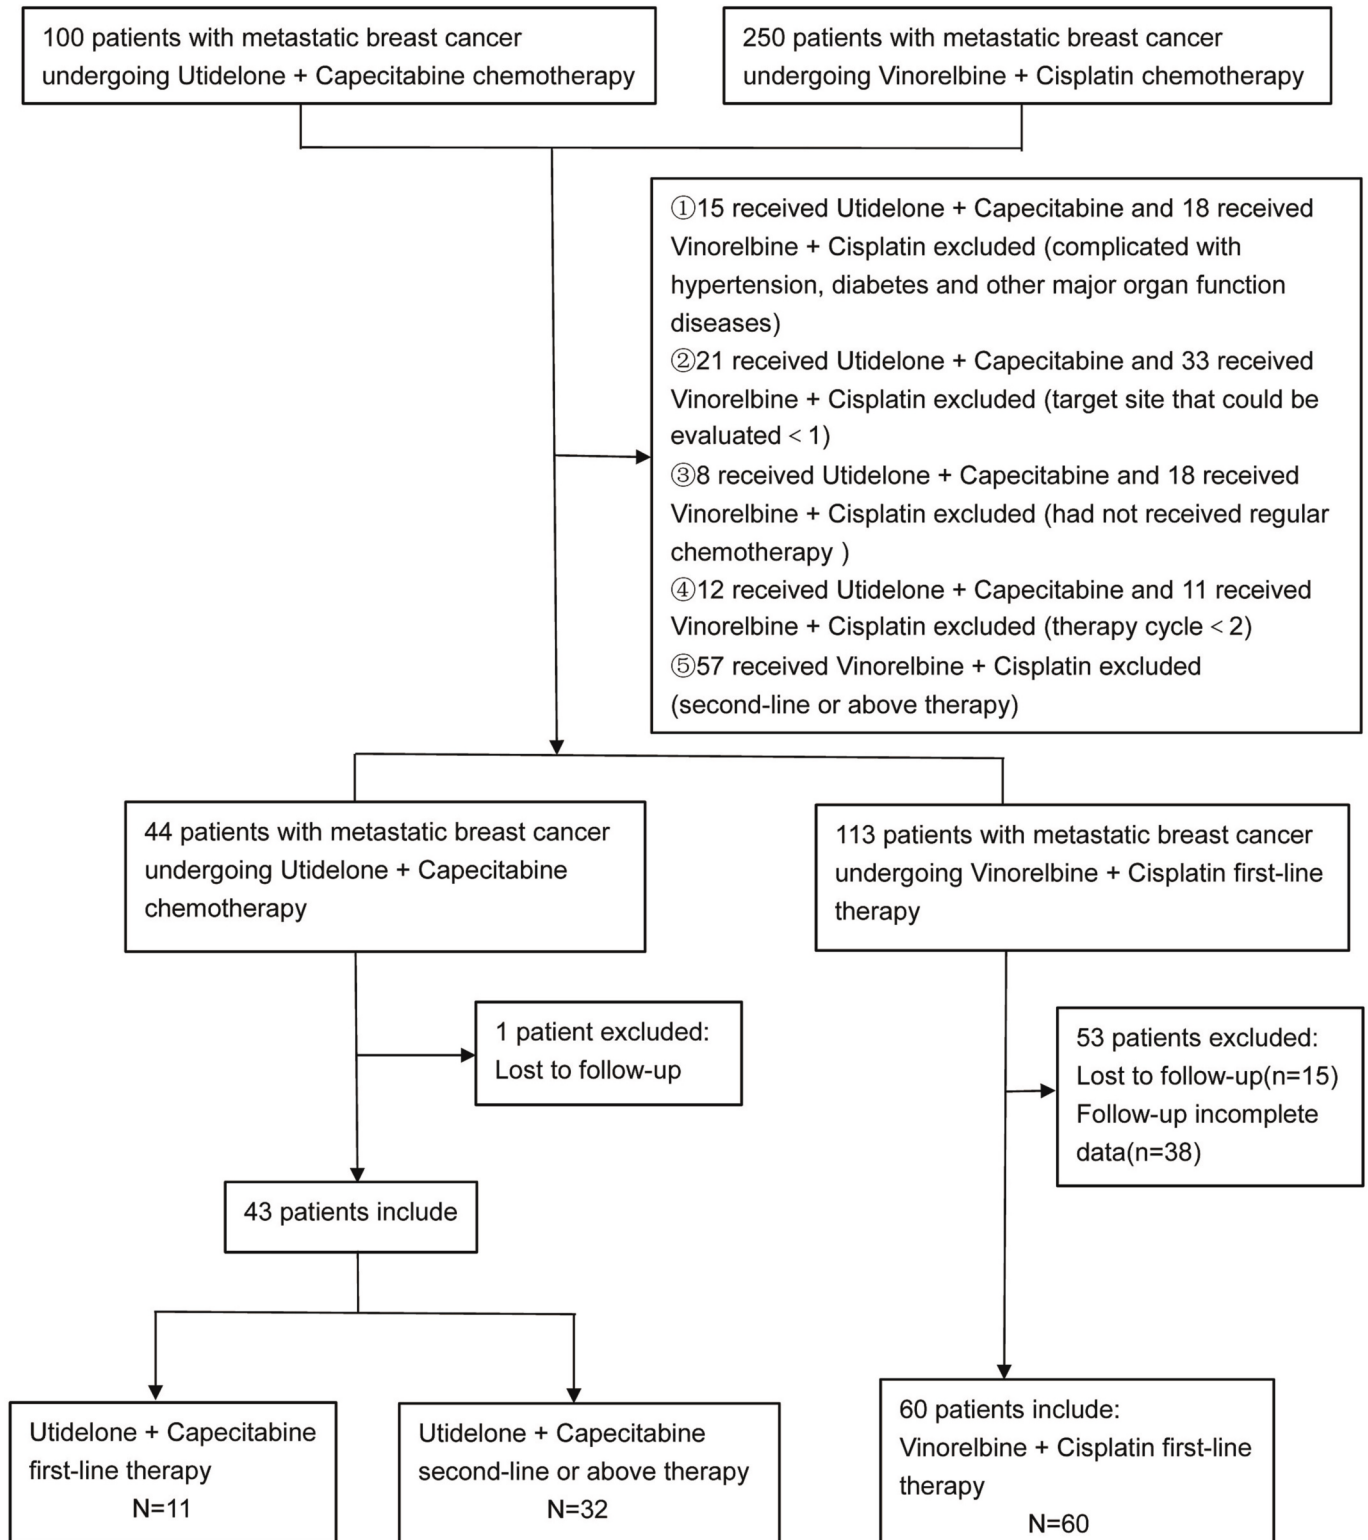 100 patients with metastatic breast cancer
undergoing Utidelone + Capecitabine chemotherapy
250 patients with metastatic breast cancer
undergoing Vinorelbine + Cisplatin chemotherapy
①15 received Utidelone + Capecitabine and 18 received
Vinorelbine + Cisplatin excluded (complicated with
hypertension, diabetes and other major organ function
diseases)
②21 received Utidelone + Capecitabine and 33 received
Vinorelbine + Cisplatin excluded (target site that could be
evaluated < 1)
③8 received Utidelone + Capecitabine and 18 received
Vinorelbine + Cisplatin excluded (had not received regular
chemotherapy )
④12 received Utidelone + Capecitabine and 11 received
Vinorelbine + Cisplatin excluded (therapy cycle < 2)
⑤57 received Vinorelbine + Cisplatin excluded
(second-line or above therapy)
44 patients with metastatic breast cancer
undergoing Utidelone + Capecitabine
chemotherapy
113 patients with metastatic breast cancer
undergoing Vinorelbine + Cisplatin first-line
therapy
1 patient excluded:
Lost to follow-up
53 patients excluded:
Lost to follow-up(n=15)
Follow-up incomplete
data(n=38)
43 patients include
Utidelone + Capecitabine
first-line therapy
N=11
Utidelone + Capecitabine
second-line or above therapy
N=32
60 patients include:
Vinorelbine + Cisplatin first-line
therapy
N=60